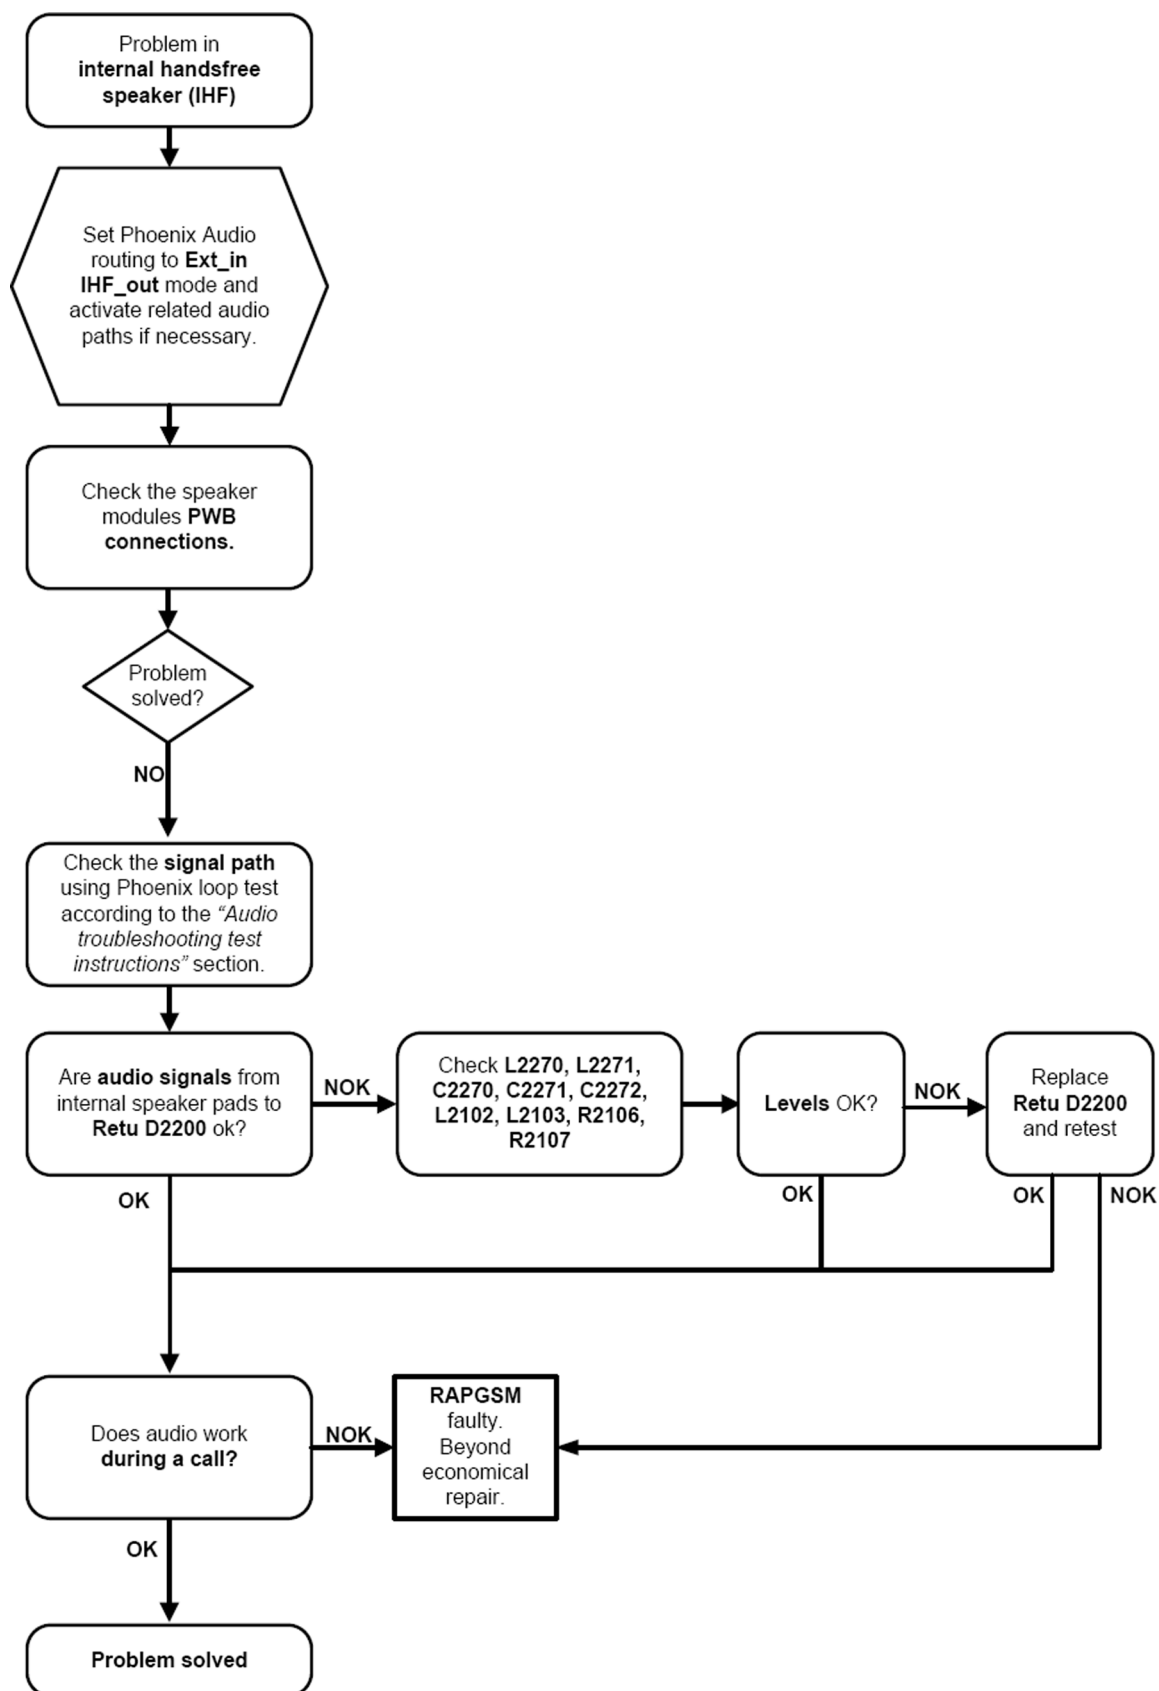 Problem in
internal handsfree
speaker (IHF)
Set Phoenix Audio
routing to Ext_in
IHF_out mode and
activate related audio
paths if necessary.
Check the speaker
modules PWB
connections.
Problem
solved?
NO
Check the signal path
using Phoenix loop test
according to the “Audio
troubleshooting test
instructions” section.
Are audio signals from
internal speaker pads to
Retu D2200 ok?
NOK
Check L2270, L2271,
C2270, C2271, C2272,
L2102, L2103, R2106,
R2107
Levels OK?
NOK
Replace
Retu D2200
and retest
OK
OK
OK
NOK
Does audio work
during a call?
NOK
RAPGSM
faulty.
Beyond
economical
repair.
OK
Problem solved